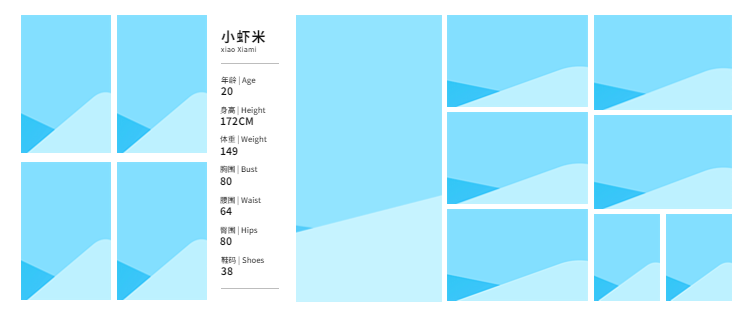 小虾米
xiao Xiami
年龄 | Age
20
身高 | Height
172CM
体重 | Weight
149
胸围 | Bust
80
腰围 | Waist
64
臀围 | Hips
80
鞋码 | Shoes
38